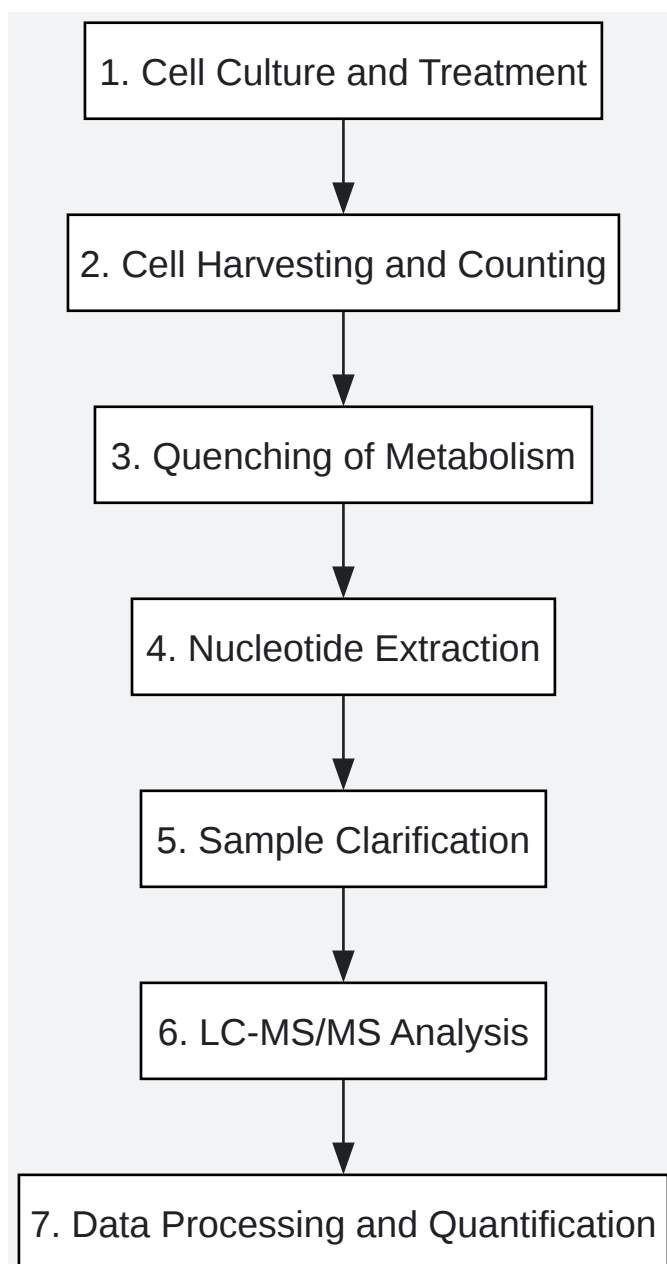 1. Cell Culture and Treatment
2. Cell Harvesting and Counting
3. Quenching of Metabolism
4. Nucleotide Extraction
5. Sample Clarification
6. LC-MS/MS Analysis
7. Data Processing and Quantification